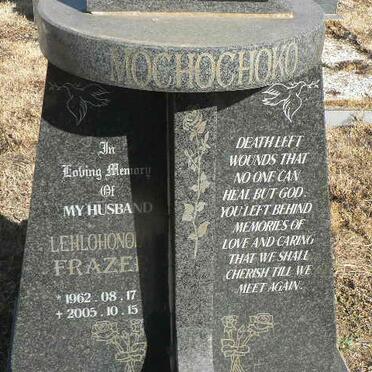 MOCHOCHOKO
In
Loving Memory
Of
MY HUSBAND
FRAZER
* 1962 . 08 . 17
+ 2005 . 10 . 15
DEATH LEFT
WOUNDS THAT
NO ONE CAN
HEAL BUT GOD.
YOU LEFT BEHIND
MEMORIES OF
LOVE AND CARING
THAT WE SHALL
CHERISH TILL WE
MEET AGAIN.